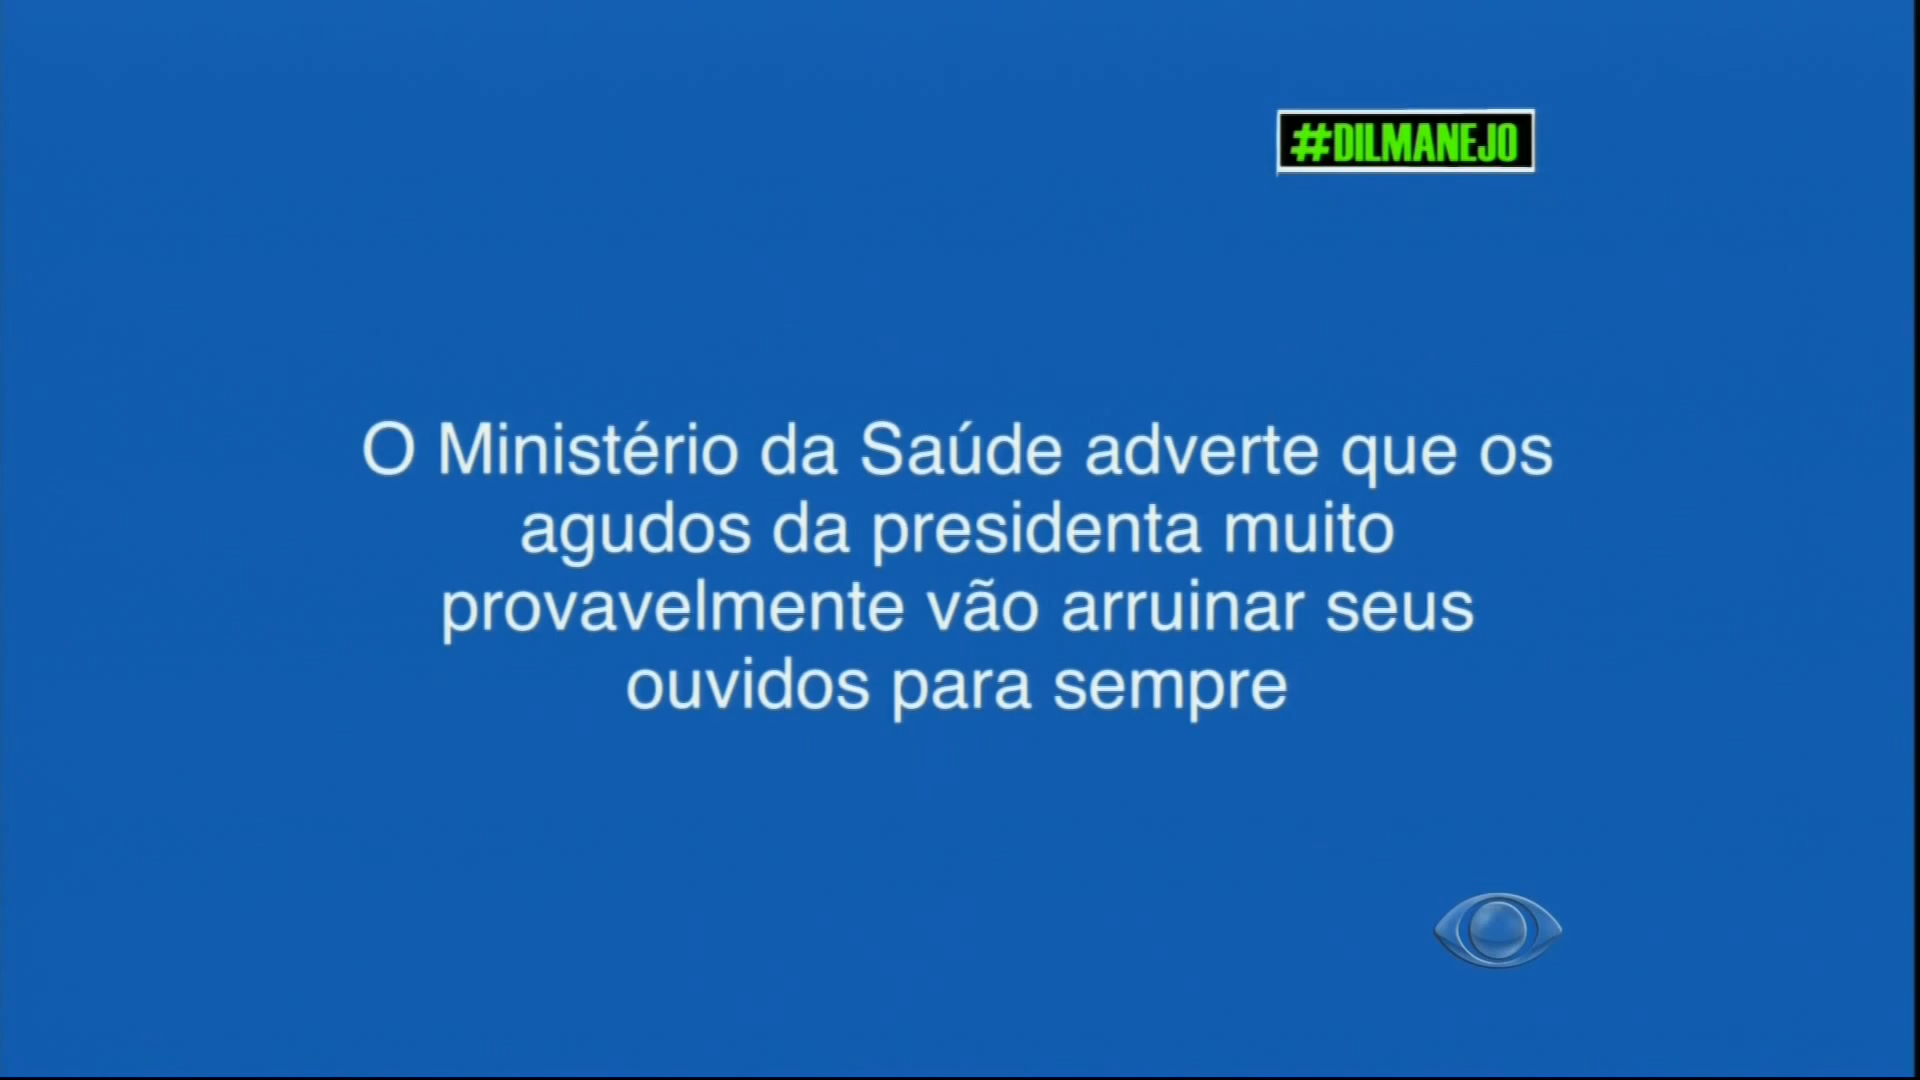 #DILMANEJO
O Ministério da Saúde adverte que os
agudos da presidenta muito
provavelmente vão arruinar seus
ouvidos para sempre